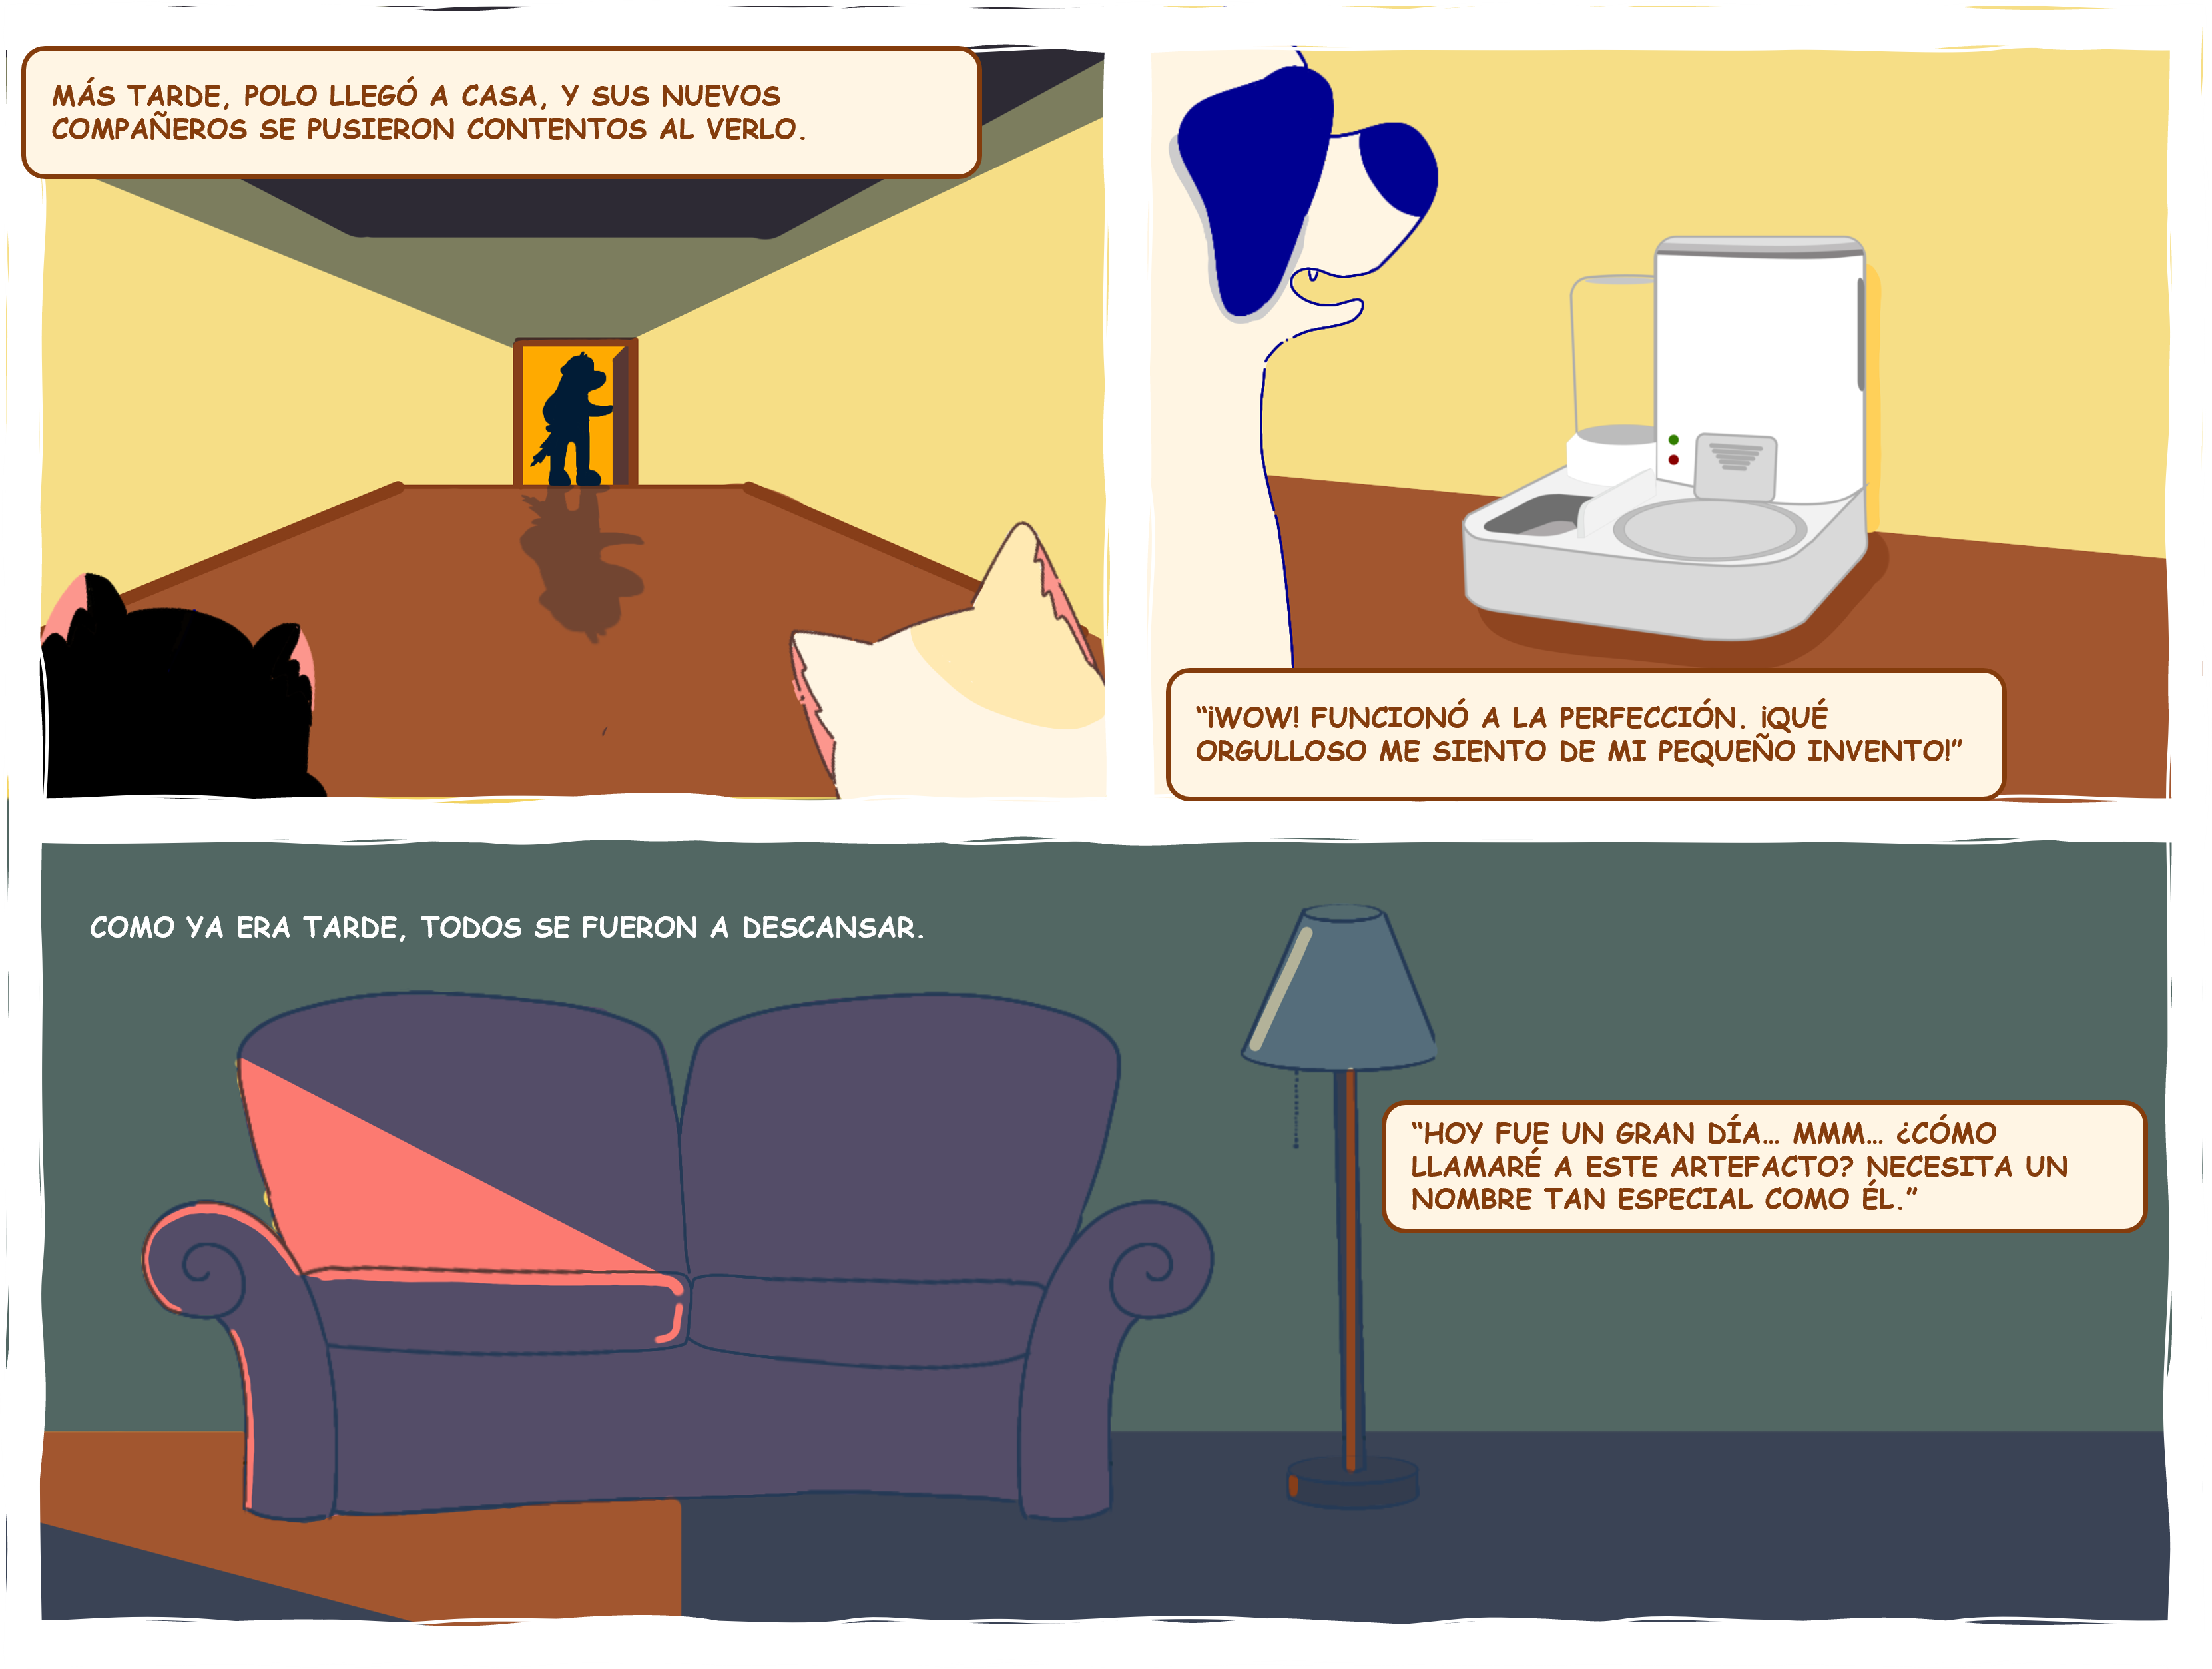 MÁS TARDE, POLO LLEGÓ A CASA, Y SUS NUEVOS
COMPAÑEROS SE PUSIERON CONTENTOS AL VERLO.
“¡WOW! FUNCIONÓ A LA PERFECCIÓN. ¡QUÉ
ORGULLOSO ME SIENTO DE MI PEQUEÑO INVENTO!”
COMO YA ERA TARDE, TODOS SE FUERON A DESCANSAR.
“HOY FUE UN GRAN DÍA… MMM… ¿CÓMO
LLAMARÉ A ESTE ARTEFACTO? NECESITA UN
NOMBRE TAN ESPECIAL COMO ÉL.”